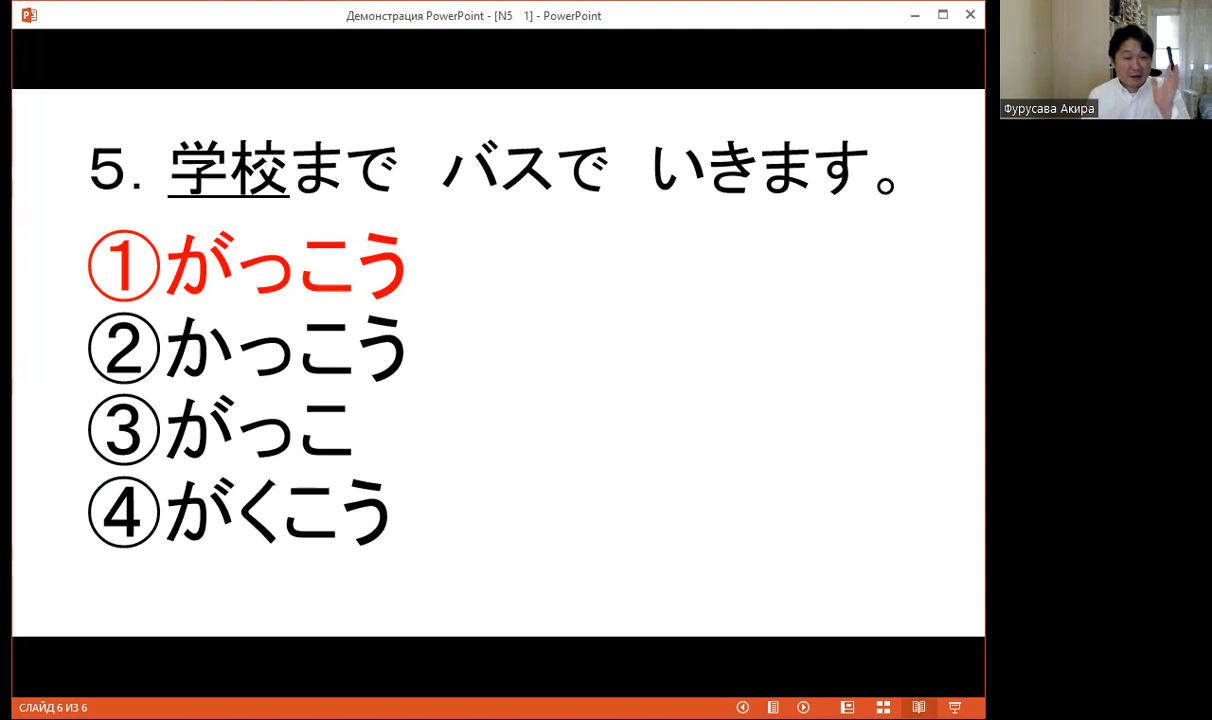 Демонстрация PowerPoint - [N5　1] - PowerPoint
Фурусава Акира
５．学校まで　バスで　いきます。
①がっこう
②かっこう
③がっこ
④がくこう
СЛАЙД 6 ИЗ 6